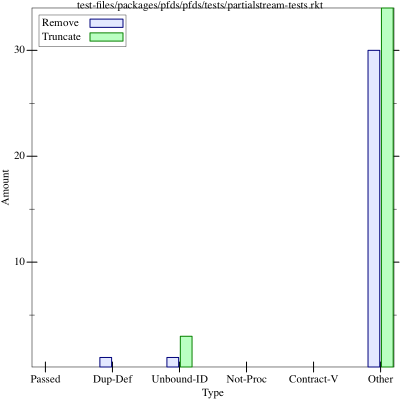 test-files/packages/pfds/pfds/tests/partialstream-tests.rkt
Remove
Truncate
30
20
10
Amount
Passed Dup-Def Unbound-ID Not-Proc Contract-V Other
Type